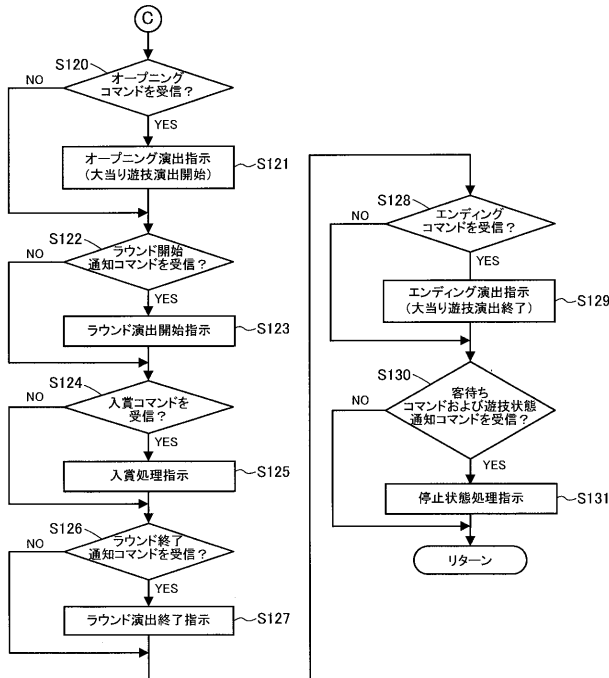 C
S120
オープニング
コマンドを受信?
NO
YES
オープニング演出指示
(大当り遊技演出開始)
S121
S122
ラウンド開始
通知コマンドを受信?
NO
YES
ラウンド演出開始指示
S123
S124
入賞コマンドを
受信?
NO
YES
入賞処理指示
S125
S126
ラウンド終了
通知コマンドを受信?
NO
YES
ラウンド演出終了指示
S127
S128
エンディング
コマンドを受信?
NO
YES
エンディング演出指示
(大当り遊技演出終了)
S129
S130
客待ち
コマンドおよび遊技状態
通知コマンドを受信?
NO
YES
停止状態処理指示
S131
リターン